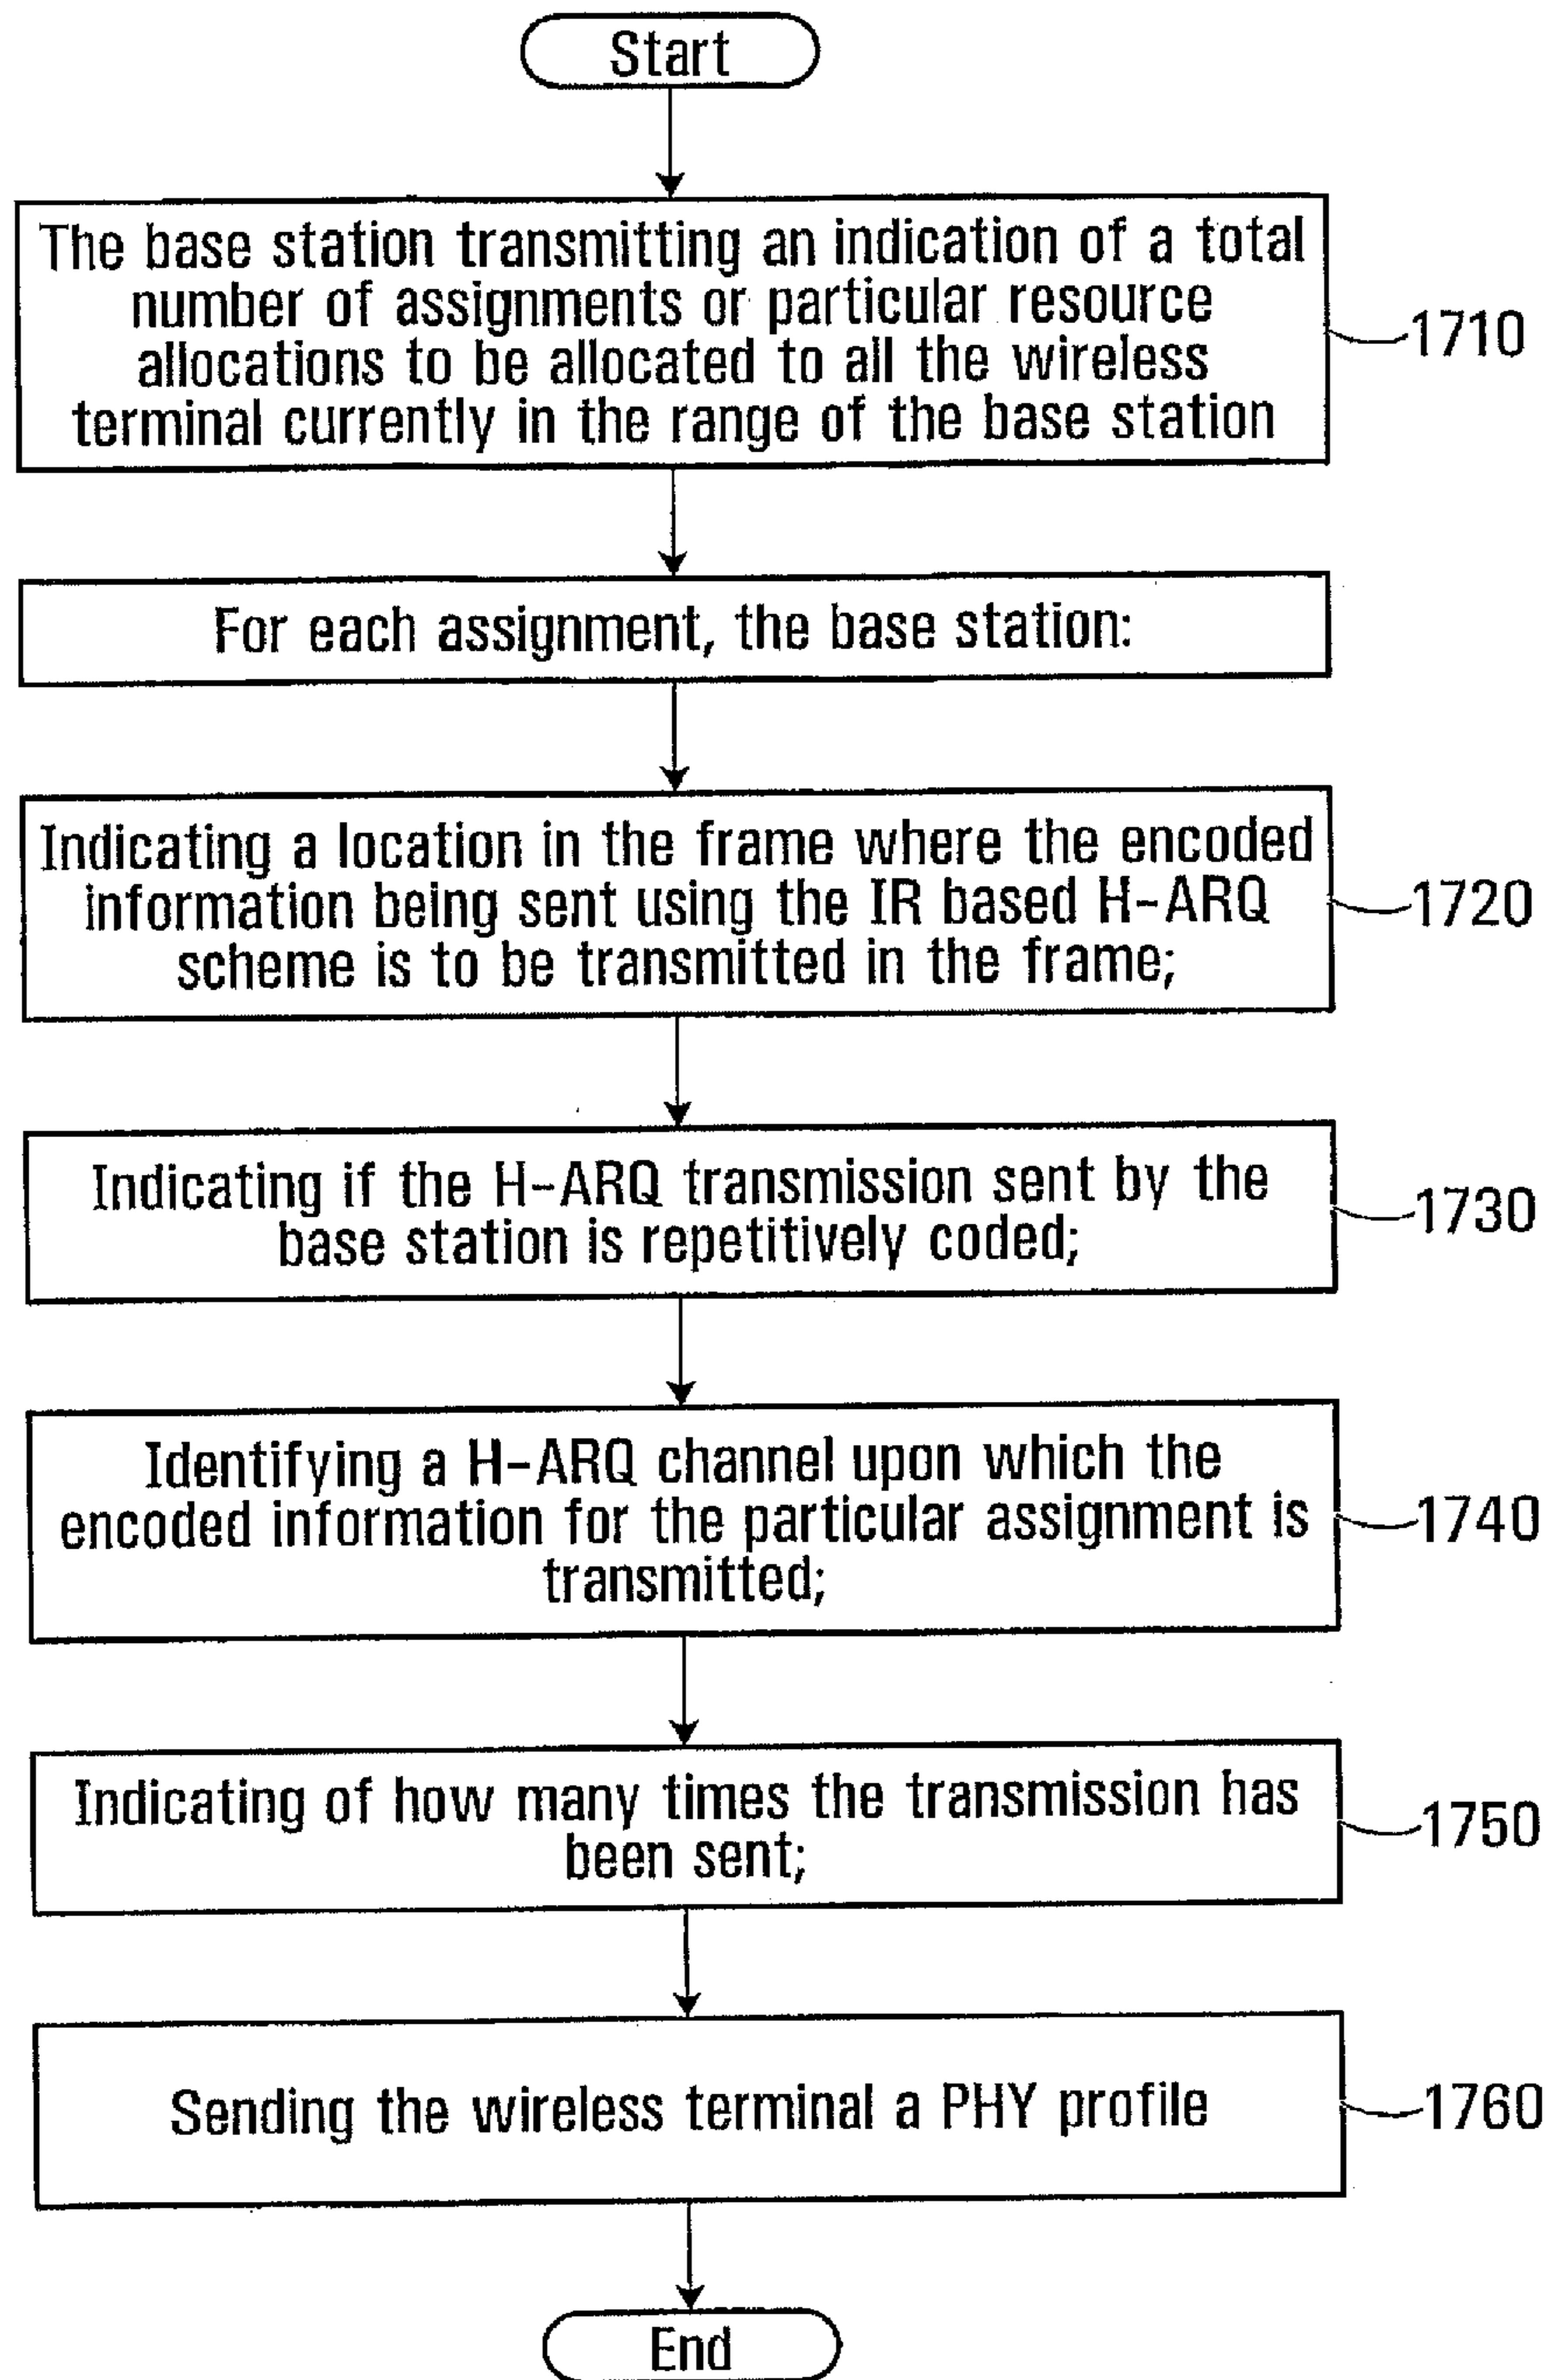 Start
The base station transmitting an indication of a total
number of assignments or particular resource
allocations to be allocated to all the wireless
terminal currently in the range of the base station
1710
For each assignment, the base station:
Indicating a location in the frame where the encoded
information being sent using the IR based H-ARQ
scheme is to be transmitted in the frame;
1720
Indicating if the H-ARQ transmission sent by the
base station is repetitively coded;
1730
Identifying a H-ARQ channel upon which the
encoded information for the particular assignment is
transmitted;
1740
Indicating of how many times the transmission has
been sent;
1750
Sending the wireless terminal a PHY profile
1760
End